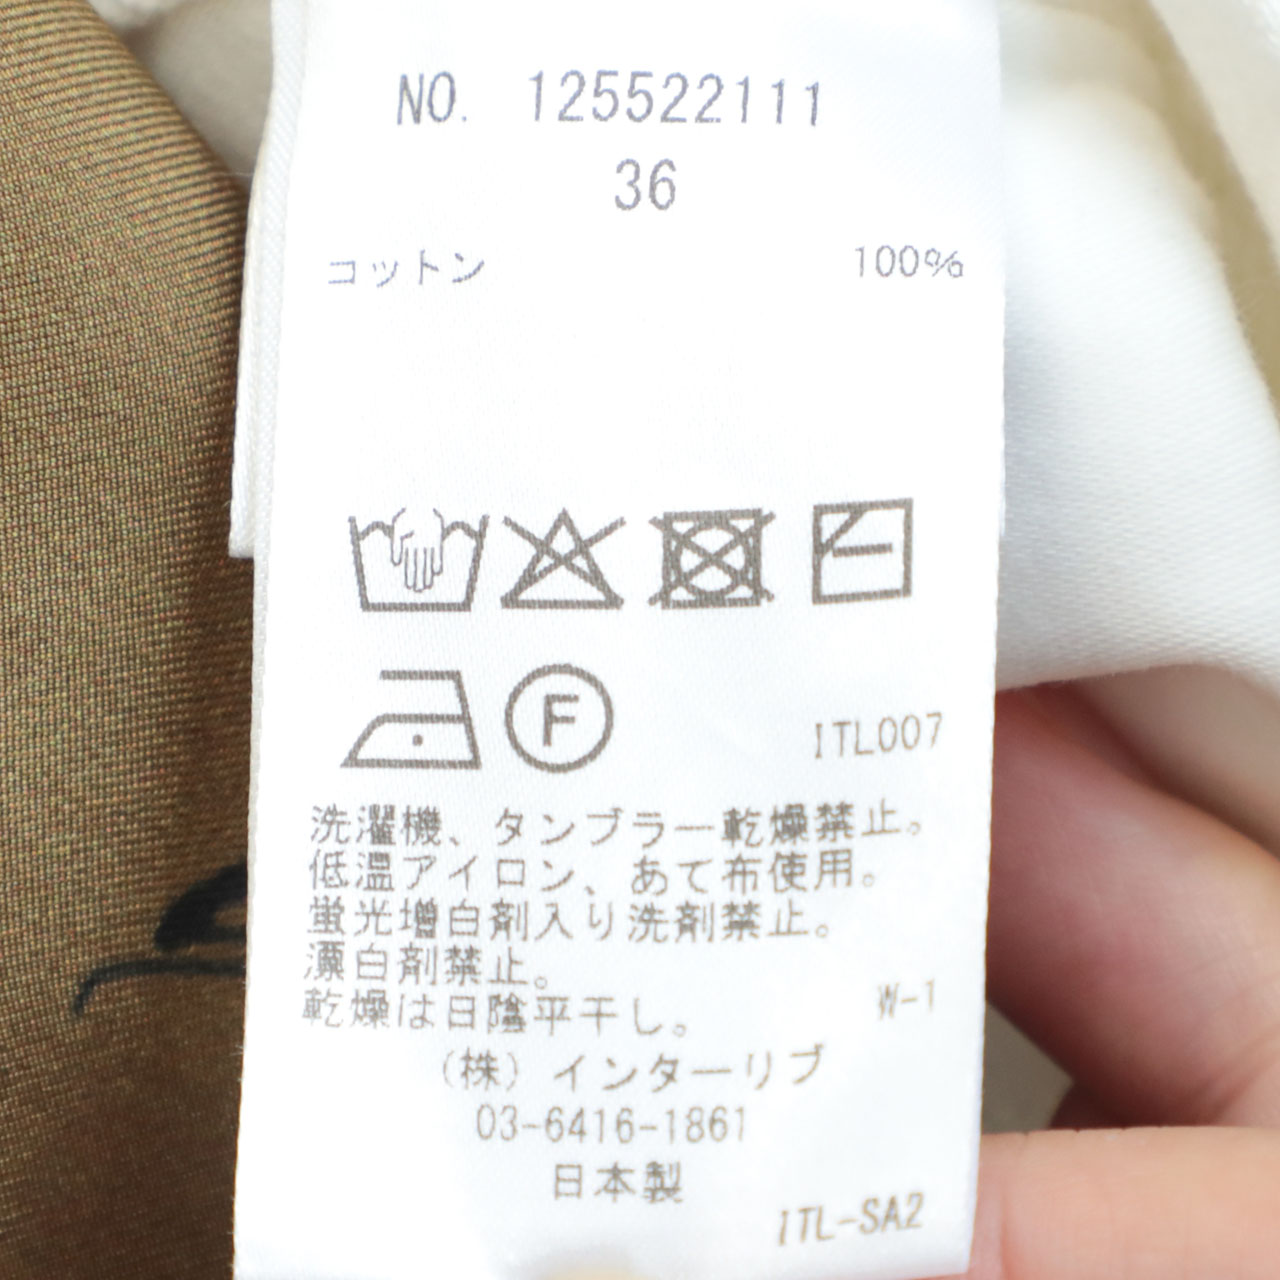 NO. 125522111
36
コットン 100%
F
ITL007
洗濯機、タンブラー乾燥禁止。
低温アイロン、あて布使用。
蛍光増白剤入り洗剤禁止。
漂白剤禁止。
乾燥は日陰平干し。 W-1
(株)インターリブ
03-6416-1861
日本製
ITL-SA2